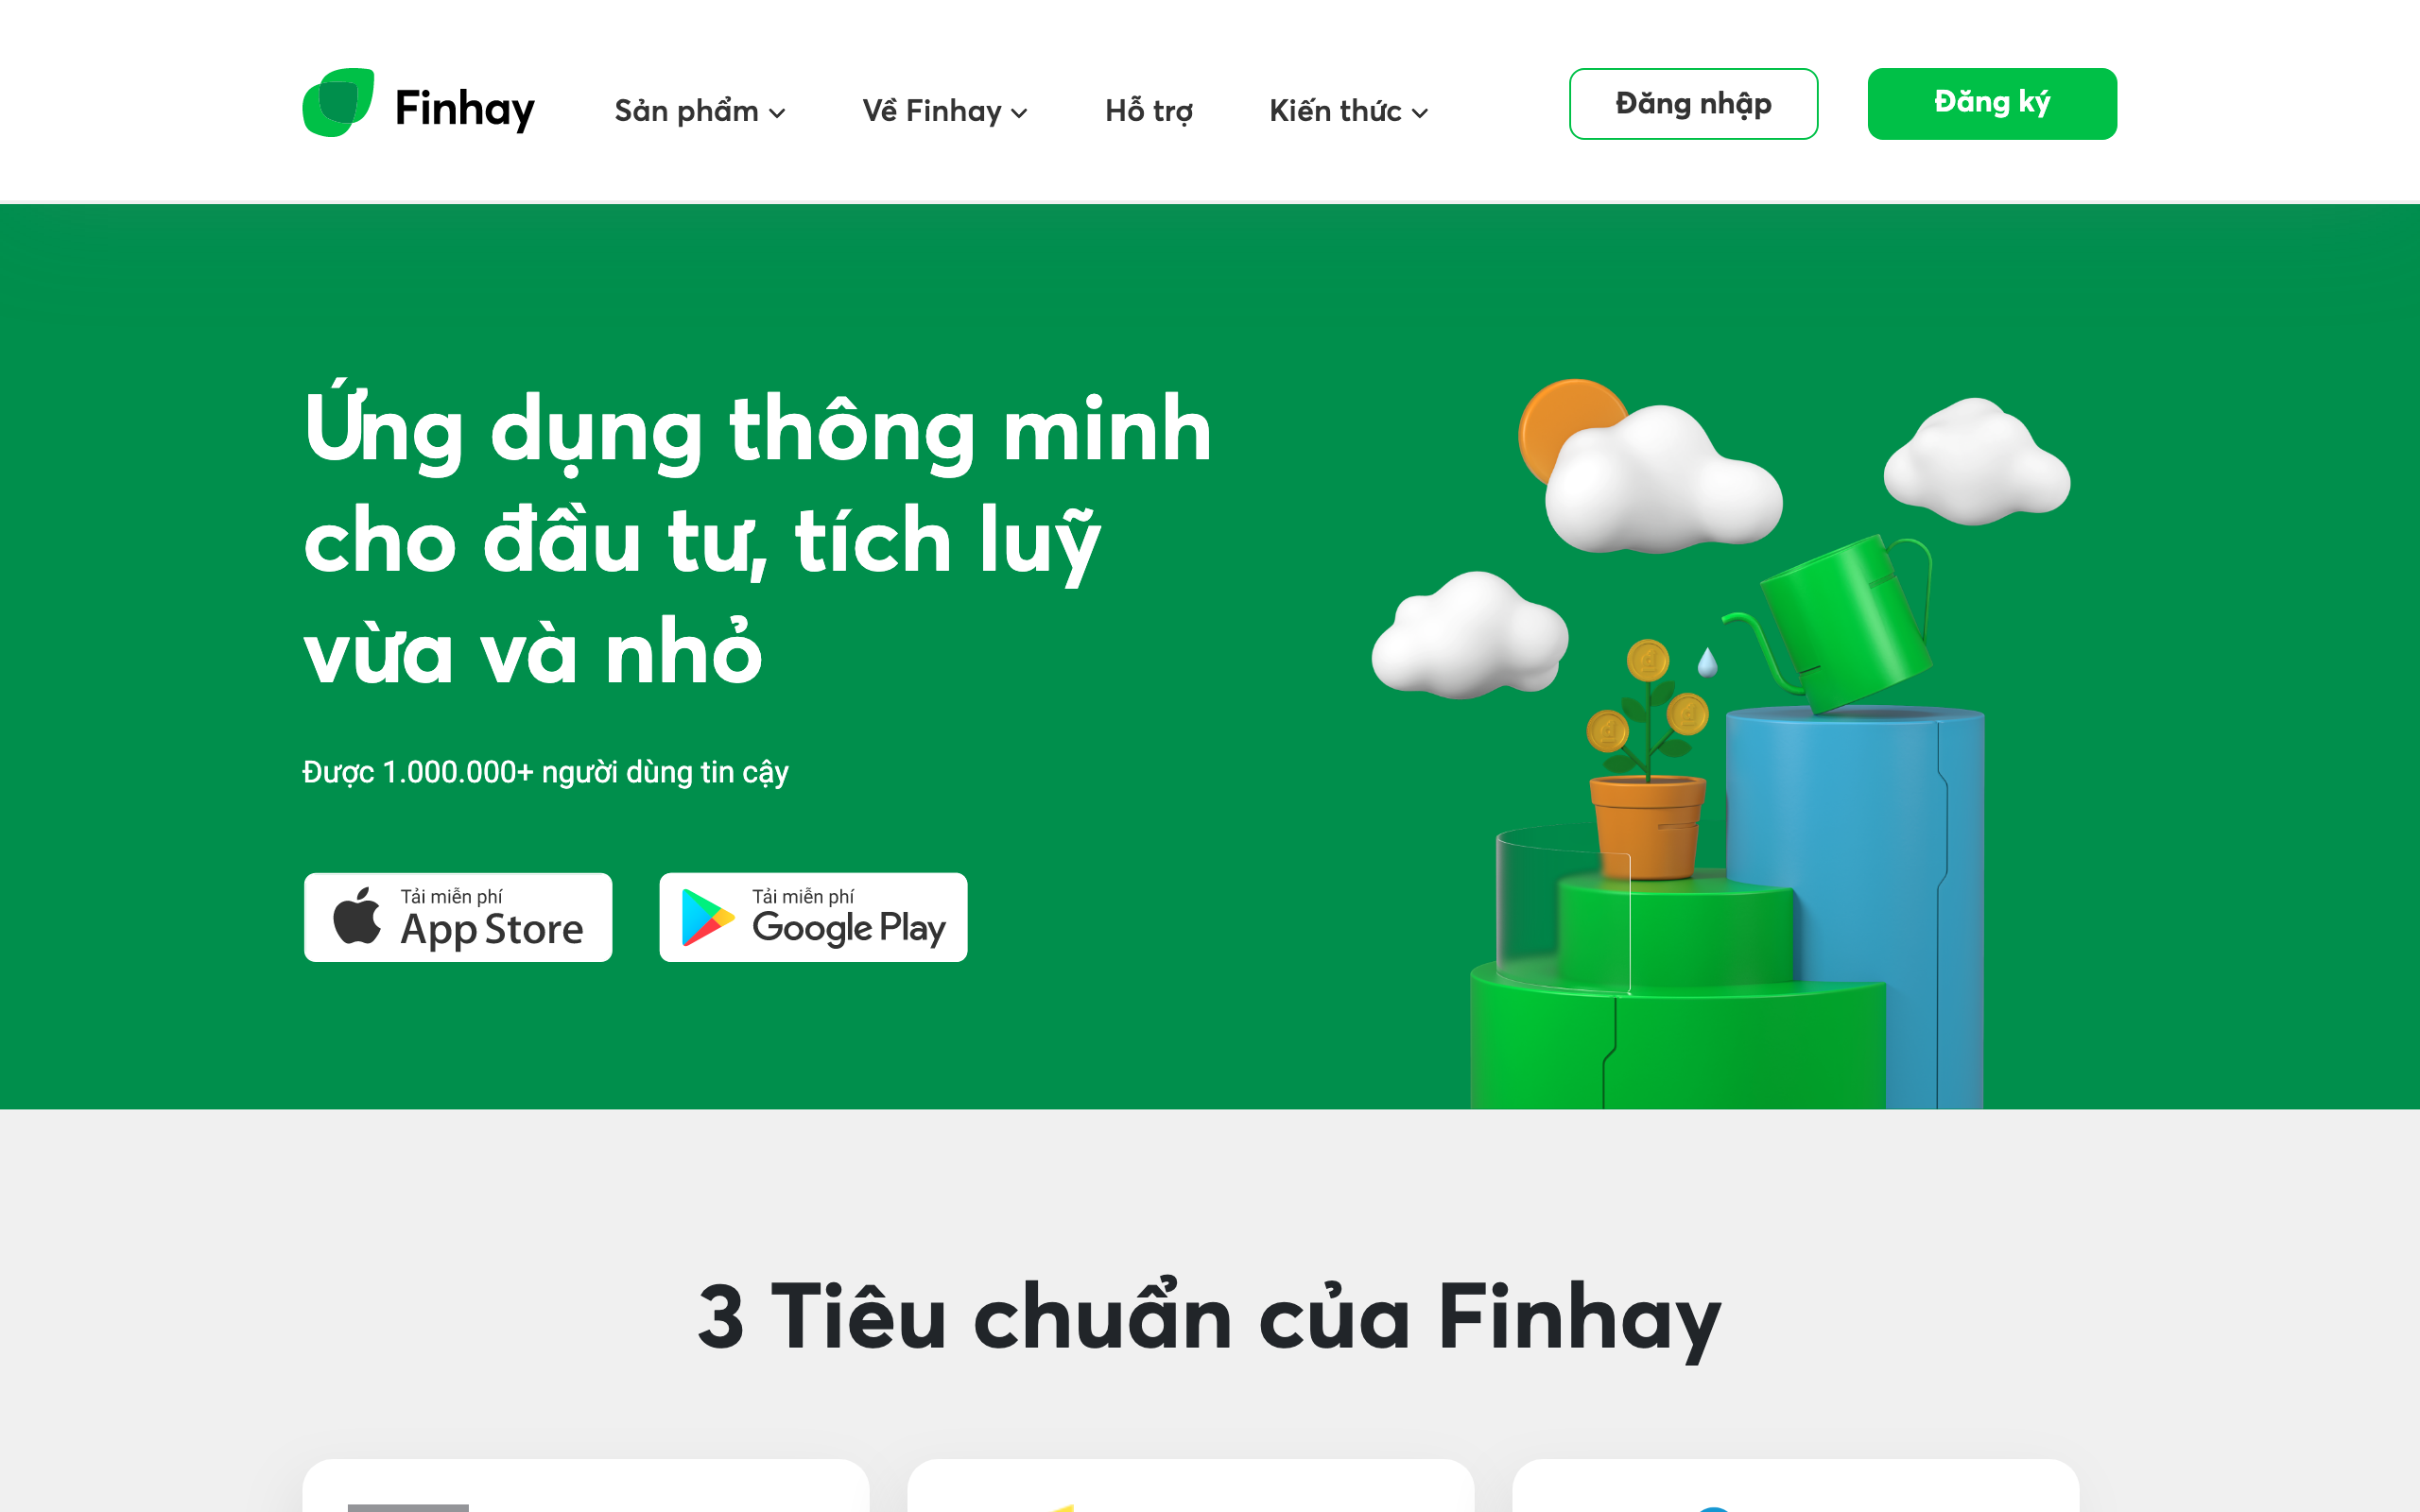 Finhay
Sản phẩm
Về Finhay
Hỗ trợ
Kiến thức
Đăng nhập
Đăng ký
Ứng dụng thông minh
cho đầu tư, tích luỹ
vừa và nhỏ
Được 1.000.000+ người dùng tin cậy
Tải miễn phí
App Store
Tải miễn phí
Google Play
đ
đ
đ
3 Tiêu chuẩn của Finhay